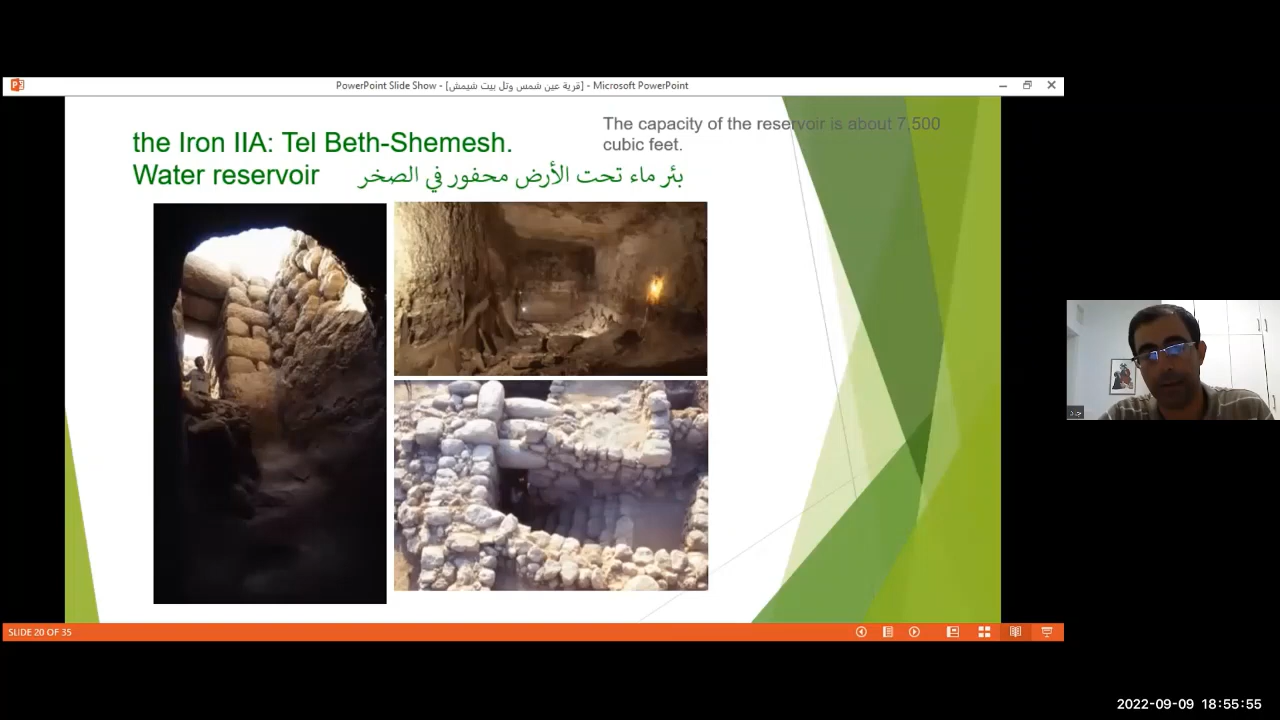 PowerPoint Slide Show - [قرية عين شمس وتل بيت شيمش] - Microsoft PowerPoint
The capacity of the reservoir is about 7,500
cubic feet.
the Iron IIA: Tel Beth-Shemesh.
Water reservoir بئر ماء تحت الأرض محفور في الصخر
SLIDE 20 OF 35
2022-09-09 18:55:55